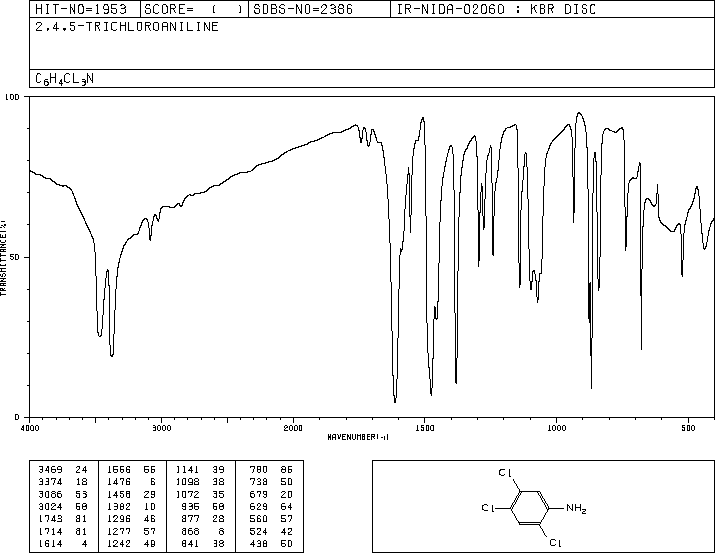 HIT-NO=1953 SCORE= ( ) SDBS-NO=2386 IR-NIDA-02060 : KBR DISC
2,4,5-TRICHLOROANILINE
C6H4CL3N
100
50
0
TRANSMITTANCE(%)
4000 3000 2000 1500 1000 500
WAVENUMBER(-1)
3469 24 1566 56 1141 39 780 86
3374 18 1476 6 1098 38 738 50
3086 53 1458 29 1072 35 679 20
3024 60 1382 10 935 60 629 64
1743 81 1296 46 877 28 560 57
1714 81 1277 57 868 8 524 42
1614 4 1242 49 841 38 438 50
Cl
Cl
NH2
Cl